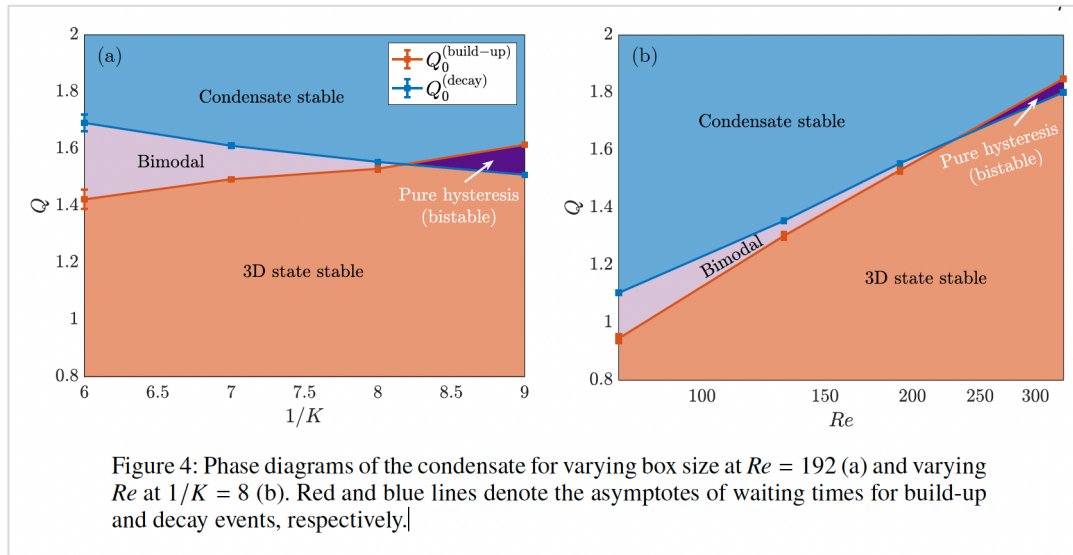 (a)
Q₀^(build−up)
Q₀^(decay)
Condensate stable
Bimodal
Pure hysteresis
(bistable)
3D state stable
Q
2
1.8
1.6
1.4
1.2
1
0.8
6 6.5 7 7.5 8 8.5 9
1/K
(b)
Condensate stable
Pure hysteresis
(bistable)
Bimodal
3D state stable
Q
2
1.8
1.6
1.4
1.2
1
0.8
100 150 200 250 300
Re
Figure 4: Phase diagrams of the condensate for varying box size at Re = 192 (a) and varying
Re at 1/K = 8 (b). Red and blue lines denote the asymptotes of waiting times for build-up
and decay events, respectively.